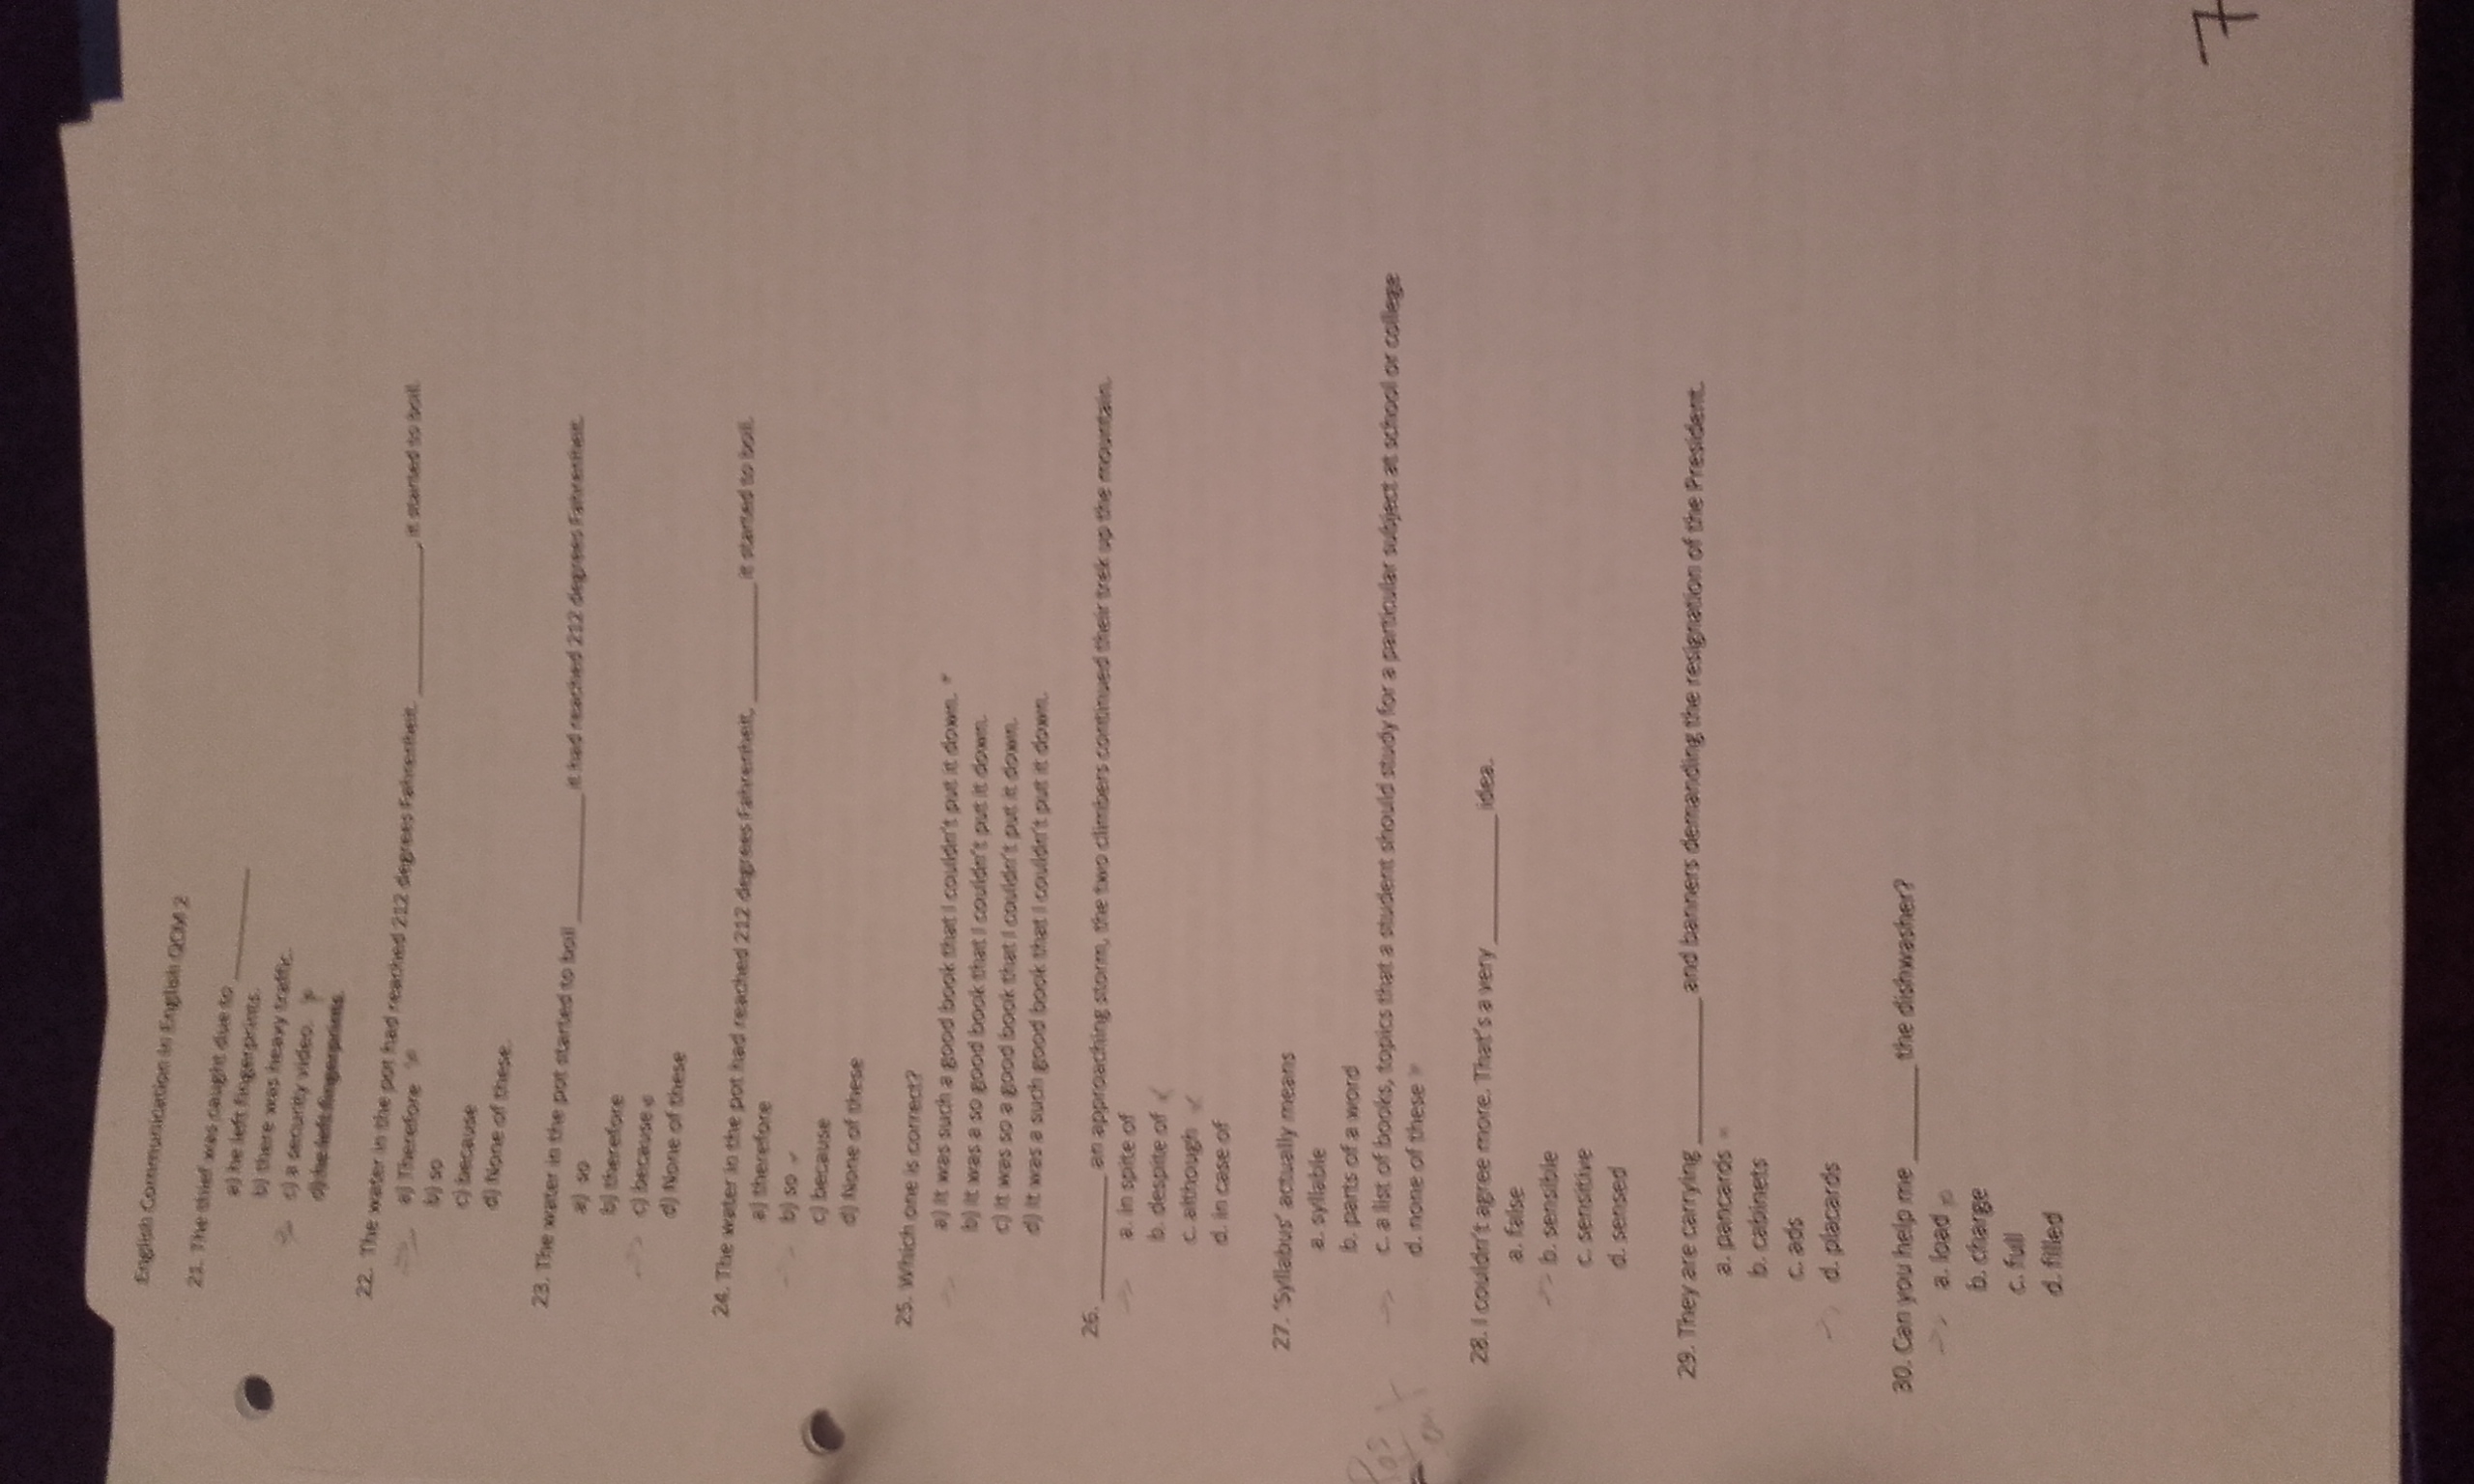 English Communication in English QCM 2
21. The thief was caught due to __________
a) he left fingerprints.
b) there was heavy traffic.
c) a security video.
d) he left fingerprints.
22. The water in the pot had reached 212 degrees Fahrenheit. __________, it started to boil.
a) Therefore
b) so
c) because
d) None of these.
23. The water in the pot started to boil __________ it had reached 212 degrees Fahrenheit.
a) so
b) therefore
c) because
d) None of these
24. The water in the pot had reached 212 degrees Fahrenheit, __________ it started to boil.
a) therefore
b) so
c) because
d) None of these
25. Which one is correct?
a) It was such a good book that I couldn't put it down.
b) It was a so good book that I couldn't put it down.
c) It was so a good book that I couldn't put it down.
d) It was a such good book that I couldn't put it down.
26. __________ an approaching storm, the two climbers continued their trek up the mountain.
a. in spite of
b. despite of
c. although
d. in case of
27. 'Syllabus' actually means
a. syllable
b. parts of a word
c. a list of books, topics that a student should study for a particular subject at school or college
d. none of these
28. I couldn't agree more. That's a very __________ idea.
a. false
b. sensible
c. sensitive
d. sensed
29. They are carrying __________ and banners demanding the resignation of the President.
a. pancards
b. cabinets
c. ads
d. placards
30. Can you help me _______ the dishwasher?
a. load
b. charge
c. full
d. filled
7